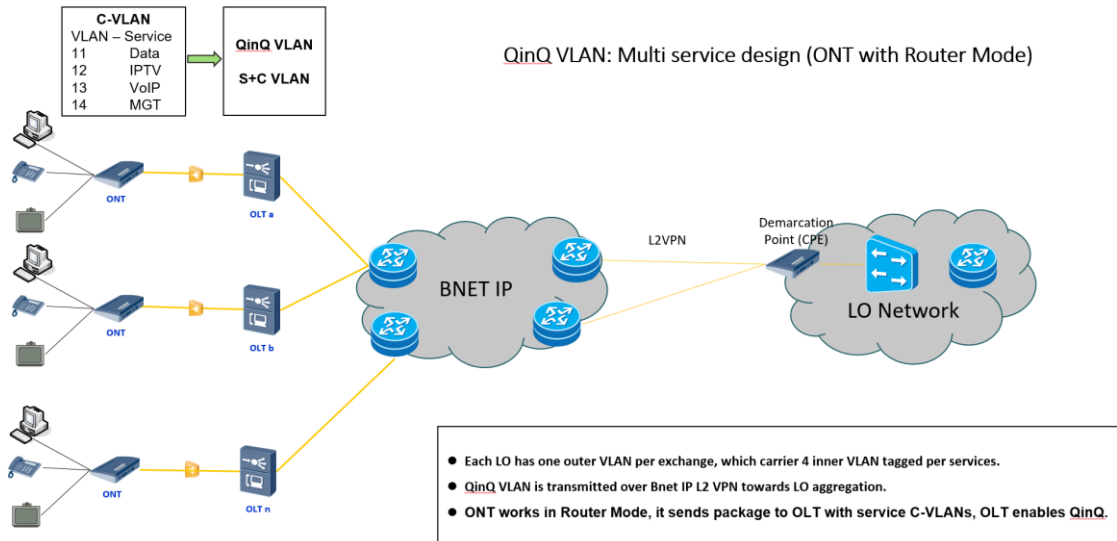 C-VLAN
VLAN – Service
11 Data
12 IPTV
13 VoIP
14 MGT
QinQ VLAN
S+C VLAN
QinQ VLAN: Multi service design (ONT with Router Mode)
ONT
OLT a
ONT
OLT b
ONT
OLT n
BNET IP
L2VPN
Demarcation
Point (CPE)
LO Network
● Each LO has one outer VLAN per exchange, which carrier 4 inner VLAN tagged per services.
● QinQ VLAN is transmitted over Bnet IP L2 VPN towards LO aggregation.
● ONT works in Router Mode, it sends package to OLT with service C-VLANs, OLT enables QinQ.